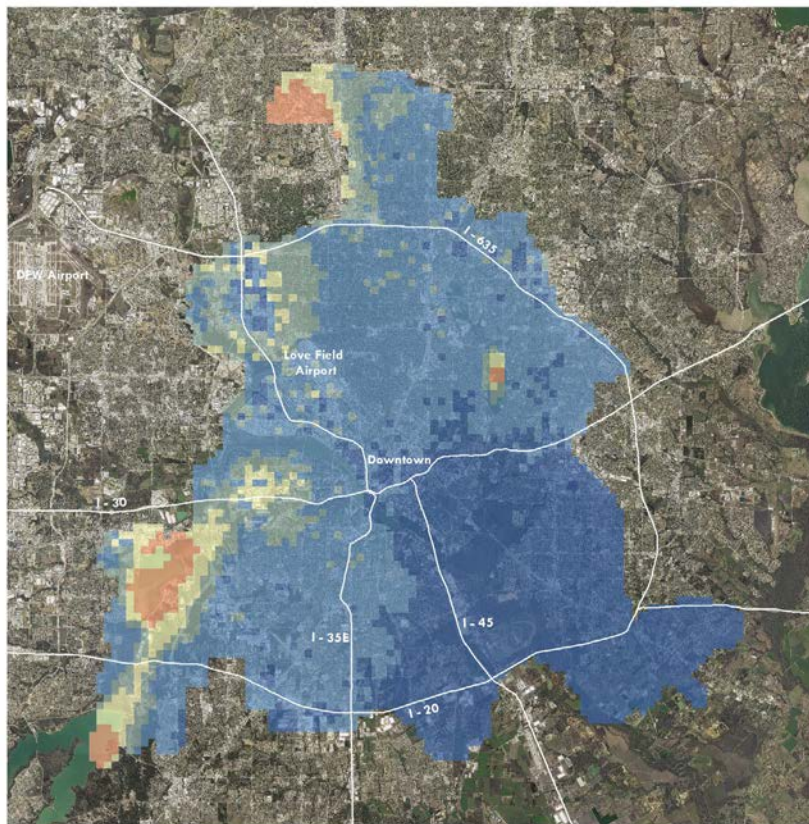 I - 635
DFW Airport
Love Field
Airport
Downtown
I - 30
I - 45
I - 35E
I - 20